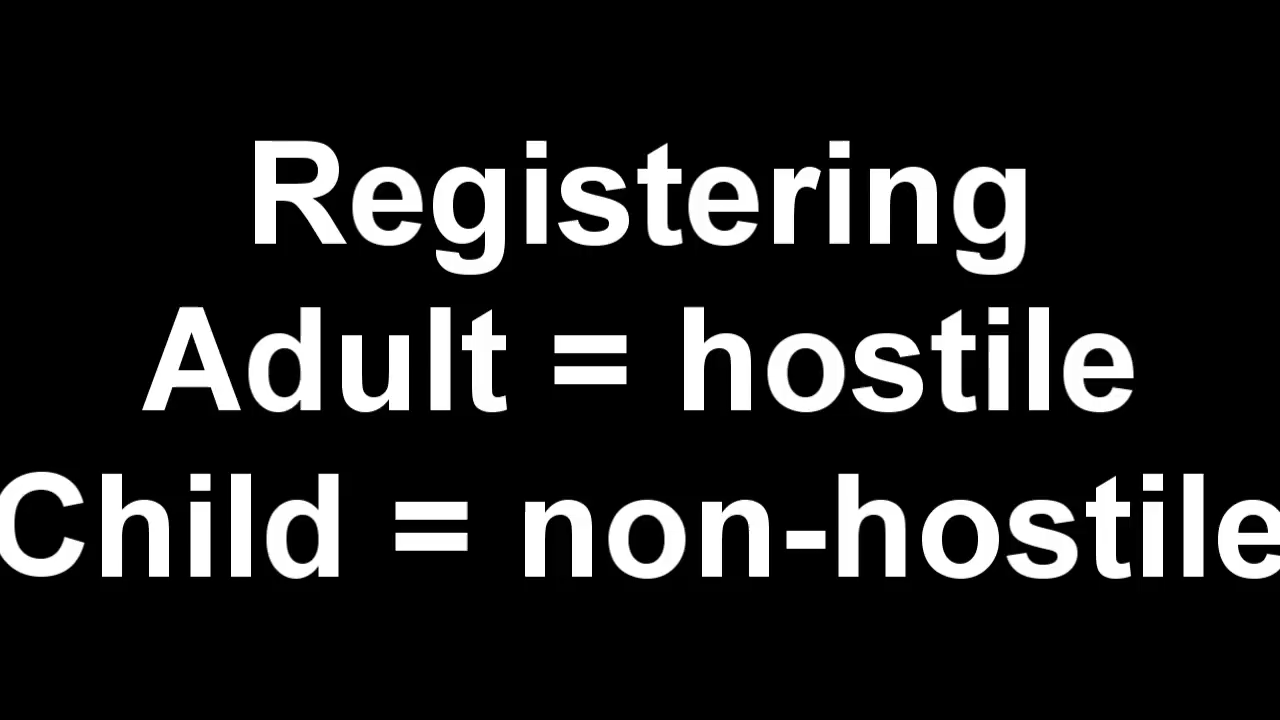 Registering
Adult = hostile
Child = non-hostile